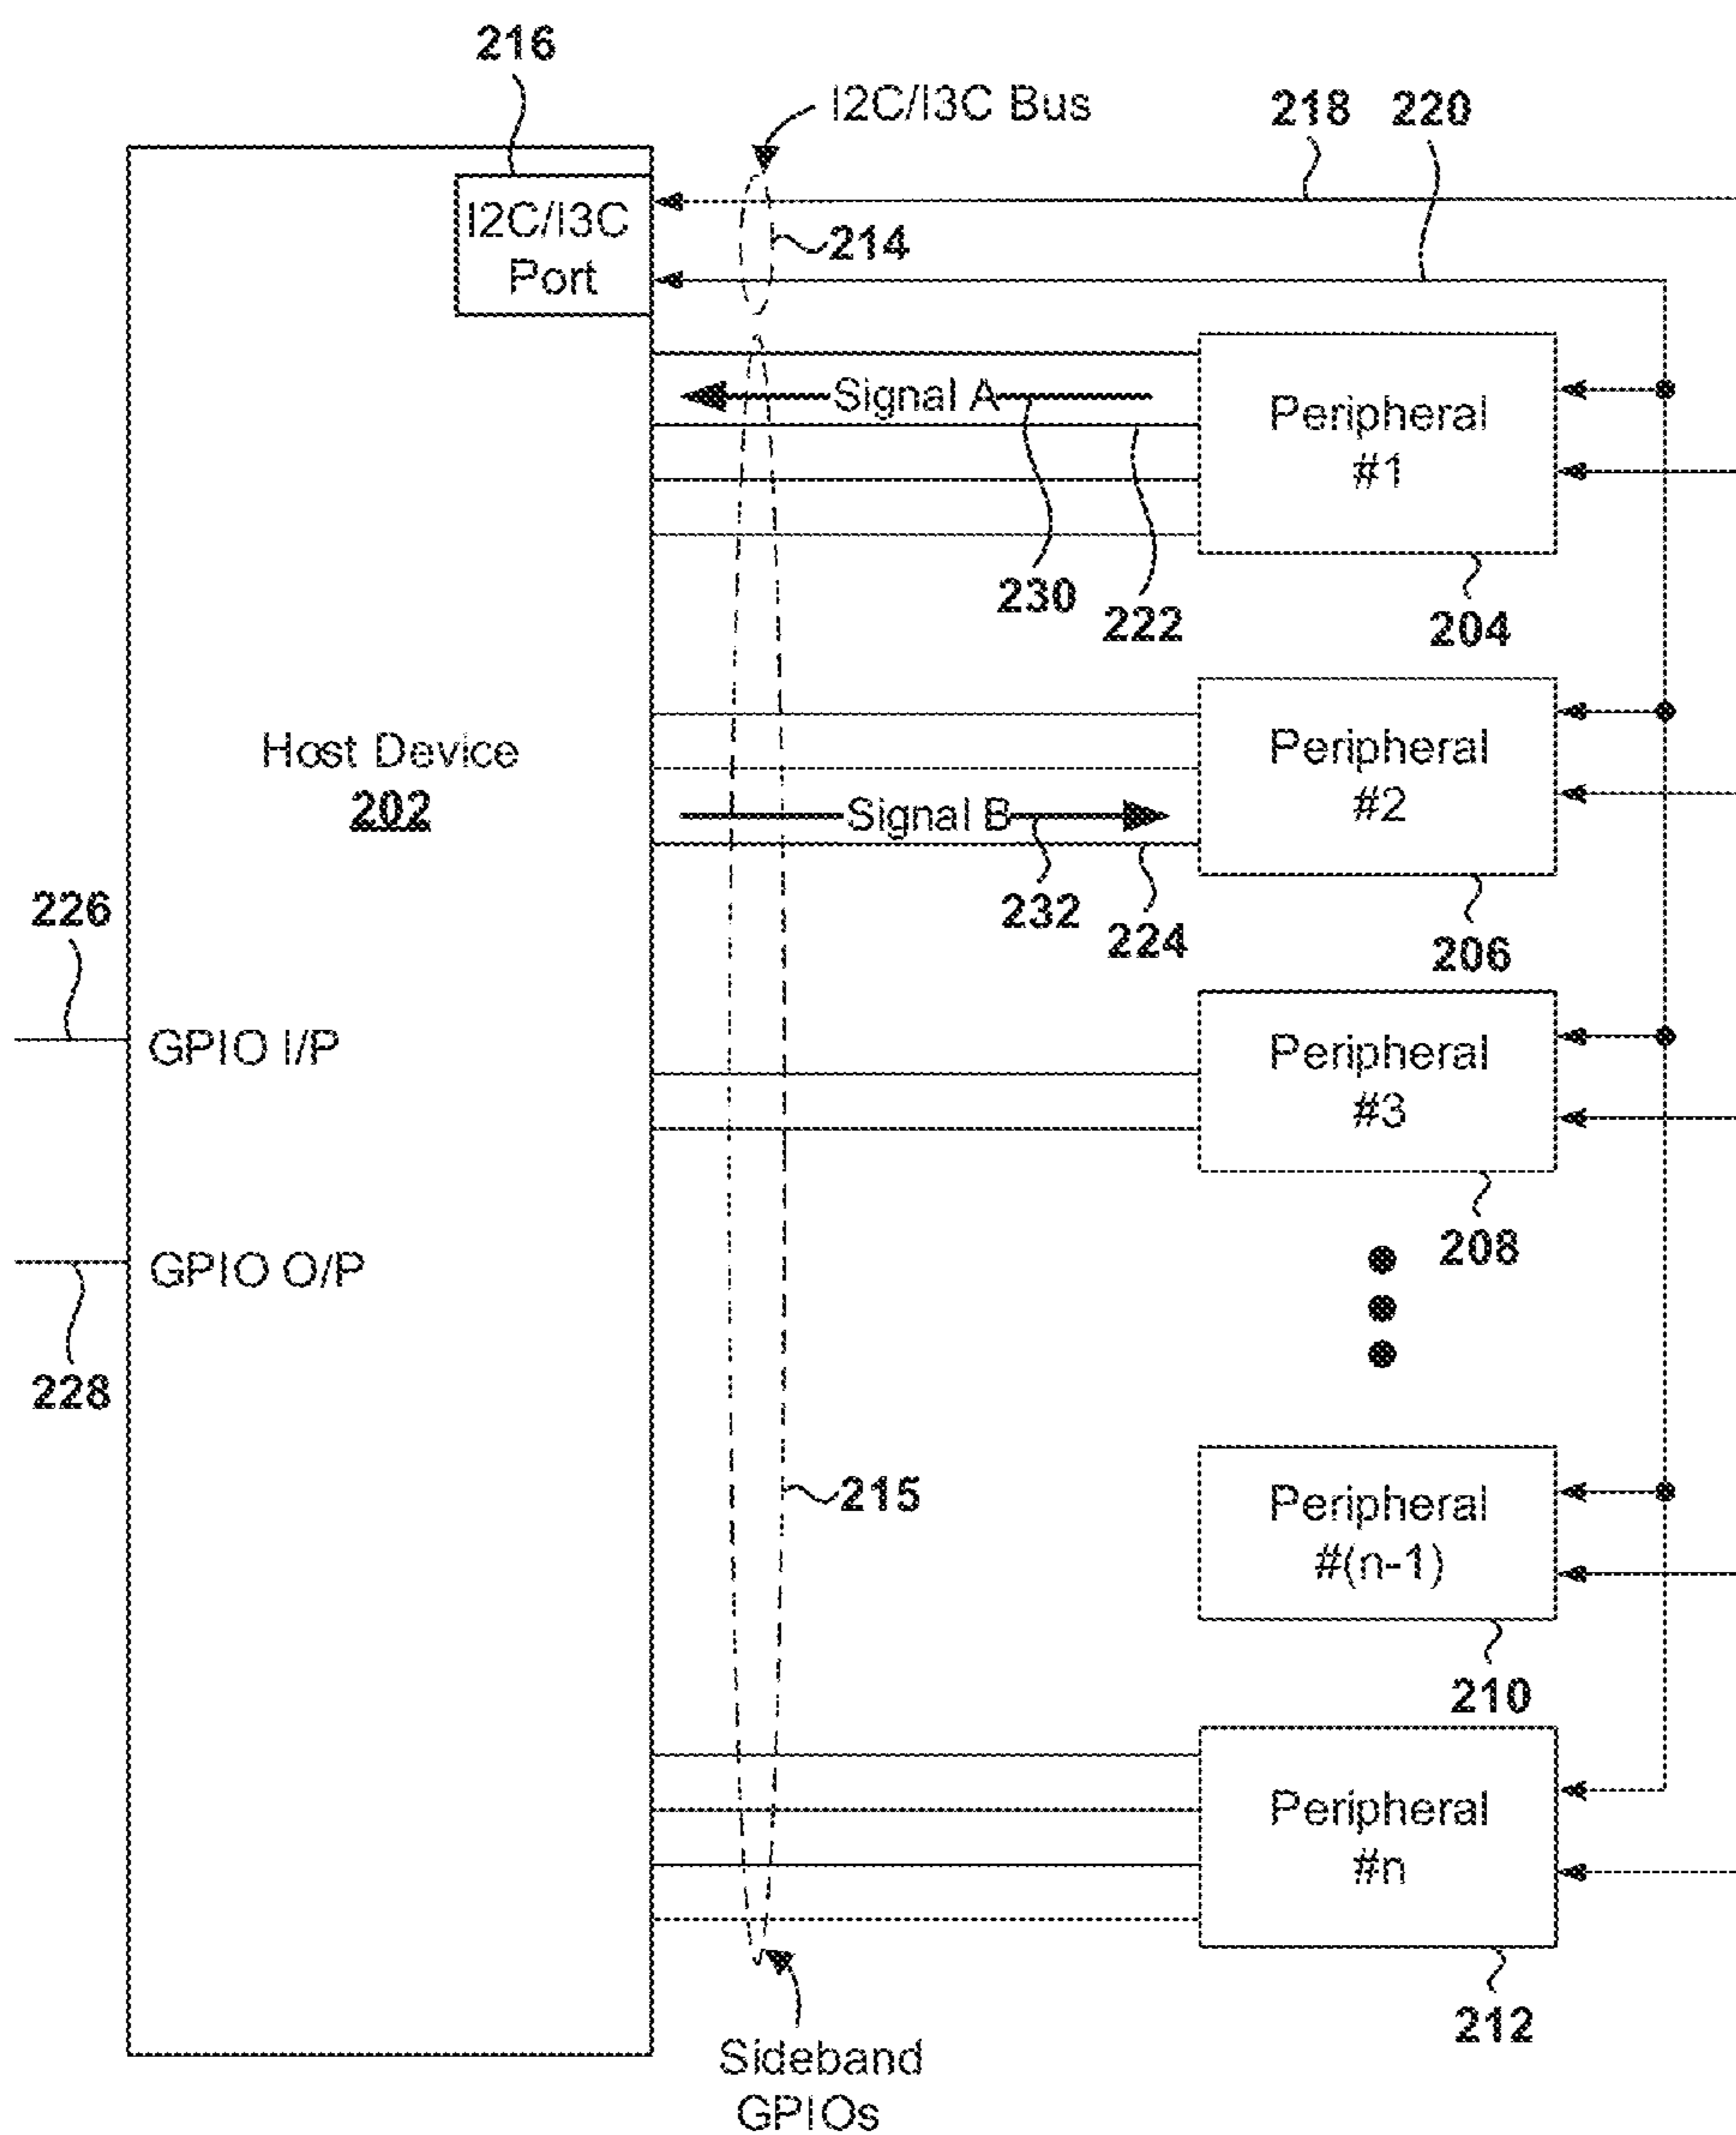 216
I2C/I3C Bus
218
220
I2C/I3C
Port
214
Signal A
Peripheral
#1
230
222
204
Host Device
202
Peripheral
#2
Signal B
232
224
206
226
GPIO I/P
Peripheral
#3
208
GPIO O/P
228
215
Peripheral
#(n-1)
210
Peripheral
#n
212
Sideband
GPIOs